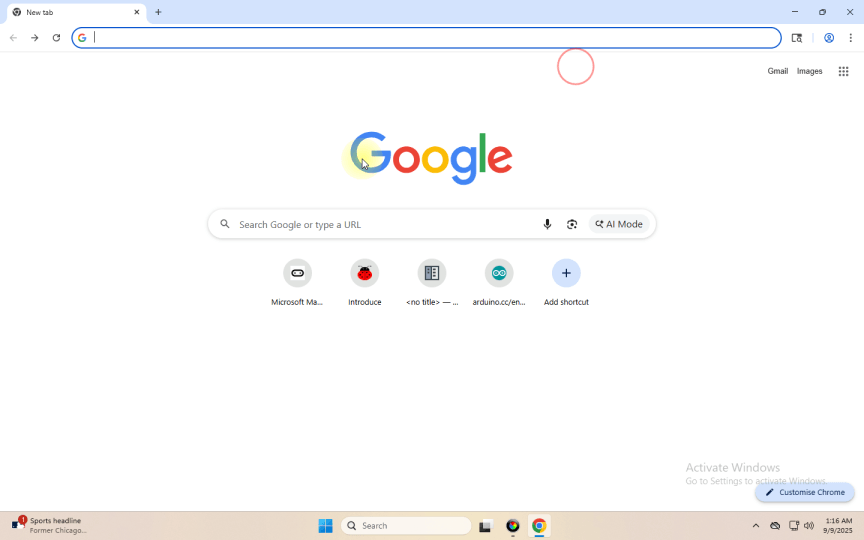 New tab
Gmail
Images
Google
Search Google or type a URL
AI Mode
Microsoft Ma...
Introduce
<no title> — ...
arduino.cc/en...
Add shortcut
Activate Windows
Go to Settings to activate Windows.
Customise Chrome
1
Sports headline
Former Chicago...
Search
1:16 AM
9/9/2025